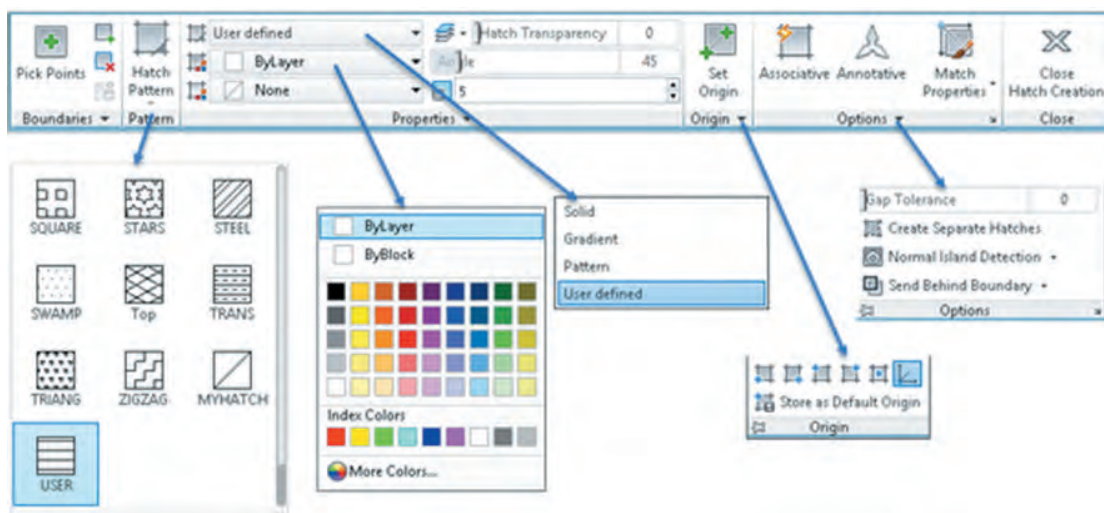 User defined
Hatch Transparency 0
Pick Points
Hatch Pattern
ByLayer
Angle 45
None
5
Set Origin
Associative
Annotative
Match Properties
Close Hatch Creation
Boundaries
Pattern
Properties
Origin
Options
Close
SQUARE
STARS
STEEL
SWAMP
Top
TRANS
TRIANG
ZIGZAG
MYHATCH
USER
ByLayer
ByBlock
Index Colors
More Colors...
Solid
Gradient
Pattern
User defined
Gap Tolerance 0
Create Separate Hatches
Normal Island Detection
Send Behind Boundary
Options
Store as Default Origin
Origin